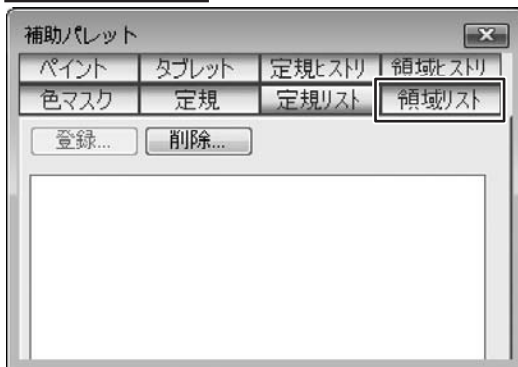 補助パレット
ペイント タブレット 定規ヒストリ 領域ヒストリ
色マスク 定規 定規リスト 領域リスト
登録... 削除...